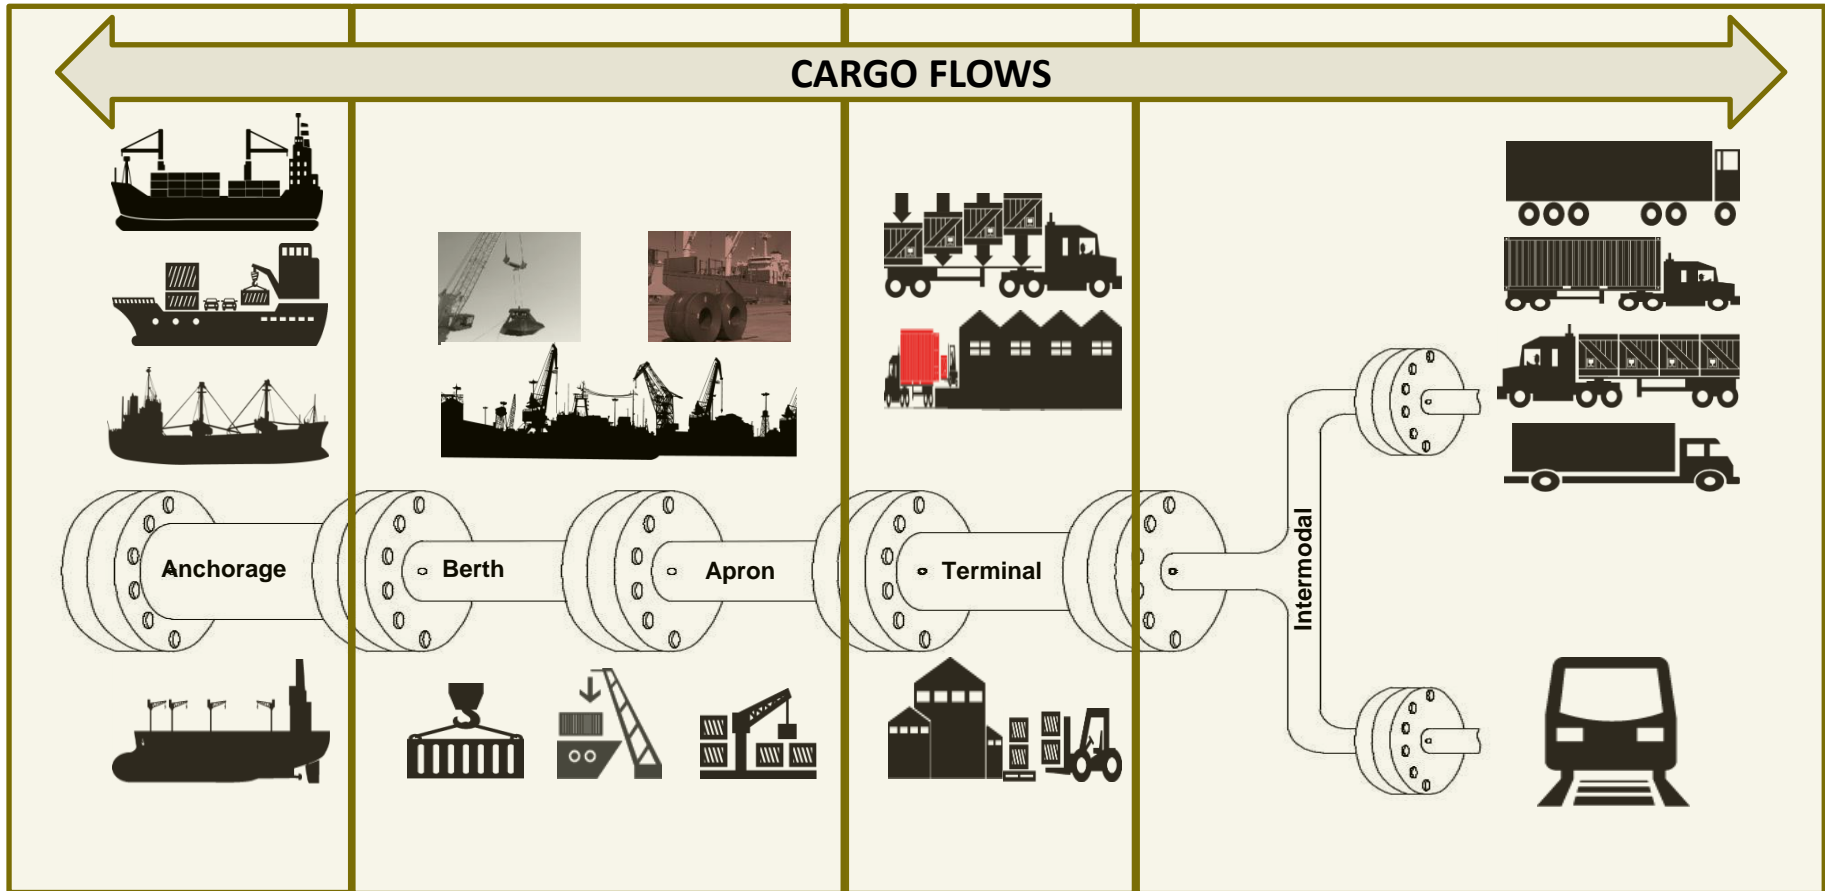 CARGO FLOWS
Anchorage
Berth
Apron
Terminal
Intermodal